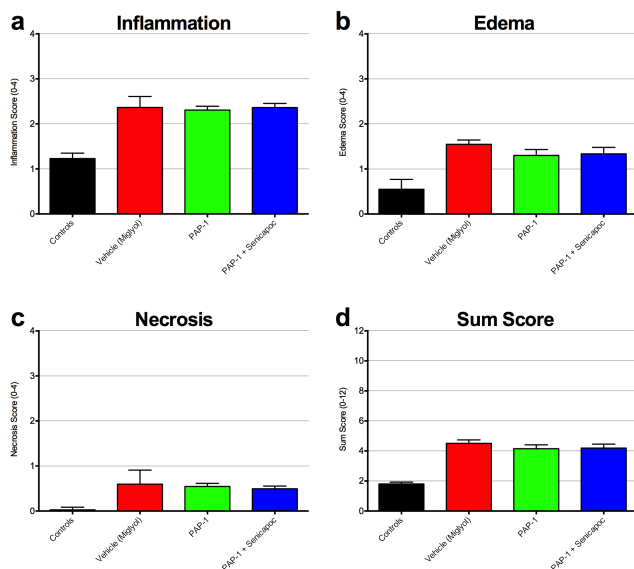 a Inflammation
4
3
2
1
0
Inflammation Score (0-4)
Controls
Vehicle (Miglyol)
PAP-1
PAP-1 + Senicapoc
b Edema
4
3
2
1
0
Edema Score (0-4)
Controls
Vehicle (Miglyol)
PAP-1
PAP-1 + Senicapoc
c Necrosis
4
3
2
1
0
Necrosis Score (0-4)
Controls
Vehicle (Miglyol)
PAP-1
PAP-1 + Senicapoc
d Sum Score
12
10
8
6
4
2
0
Sum Score (0-12)
Controls
Vehicle (Miglyol)
PAP-1
PAP-1 + Senicapoc